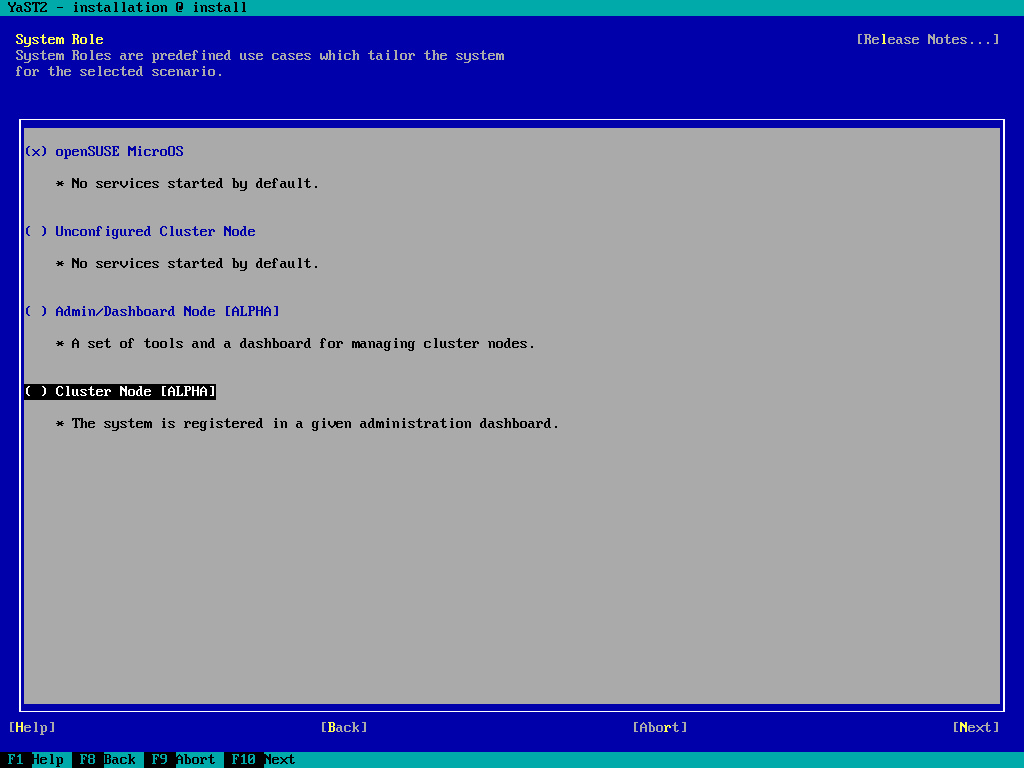 YaST2 - installation @ install
System Role [Release Notes...]
System Roles are predefined use cases which tailor the system
for the selected scenario.
(x) openSUSE MicroOS
* No services started by default.
( ) Unconfigured Cluster Node
* No services started by default.
( ) Admin/Dashboard Node [ALPHA]
* A set of tools and a dashboard for managing cluster nodes.
( ) Cluster Node [ALPHA]
* The system is registered in a given administration dashboard.
[Help] [Back] [Abort] [Next]
F1 Help F8 Back F9 Abort F10 Next